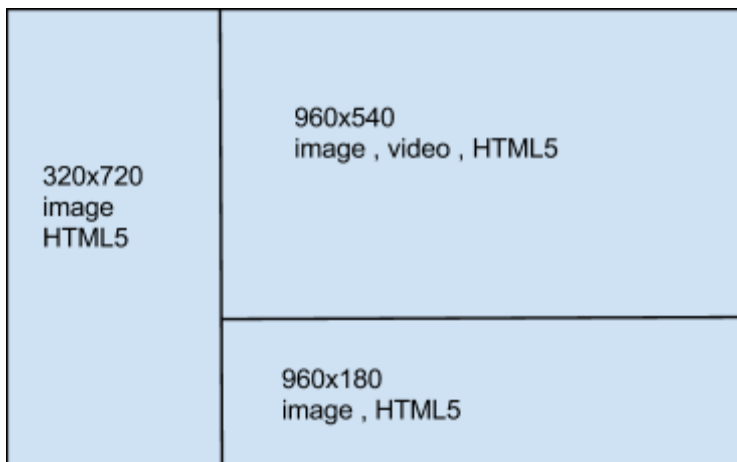 320x720
image
HTML5
960x540
image , video , HTML5
960x180
image , HTML5